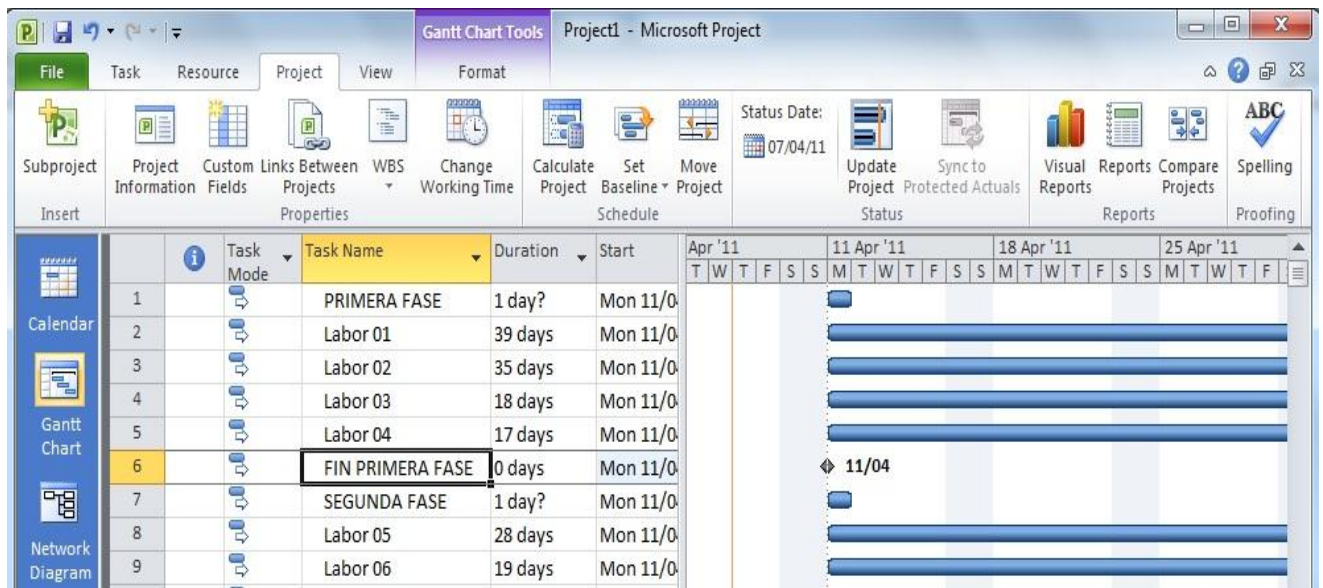 Gantt Chart Tools Project1 - Microsoft Project
File Task Resource Project View Format
Subproject
Project Information
Custom Fields
Links Between Projects
WBS
Change Working Time
Calculate Project
Set Baseline
Move Project
Status Date:
07/04/11
Update Project
Sync to Protected Actuals
Visual Reports
Reports
Compare Projects
ABC
Spelling
Insert Properties Schedule Status Reports Proofing
Task Mode Task Name Duration Start Apr '11 11 Apr '11 18 Apr '11 25 Apr '11
T W T F S S M T W T F S S M T W T F S S M T W T F
1 PRIMERA FASE 1 day? Mon 11/0
Calendar
2 Labor 01 39 days Mon 11/0
3 Labor 02 35 days Mon 11/0
4 Labor 03 18 days Mon 11/0
Gantt Chart
5 Labor 04 17 days Mon 11/0
6 FIN PRIMERA FASE 0 days Mon 11/0 11/04
7 SEGUNDA FASE 1 day? Mon 11/0
8 Labor 05 28 days Mon 11/0
Network Diagram
9 Labor 06 19 days Mon 11/0